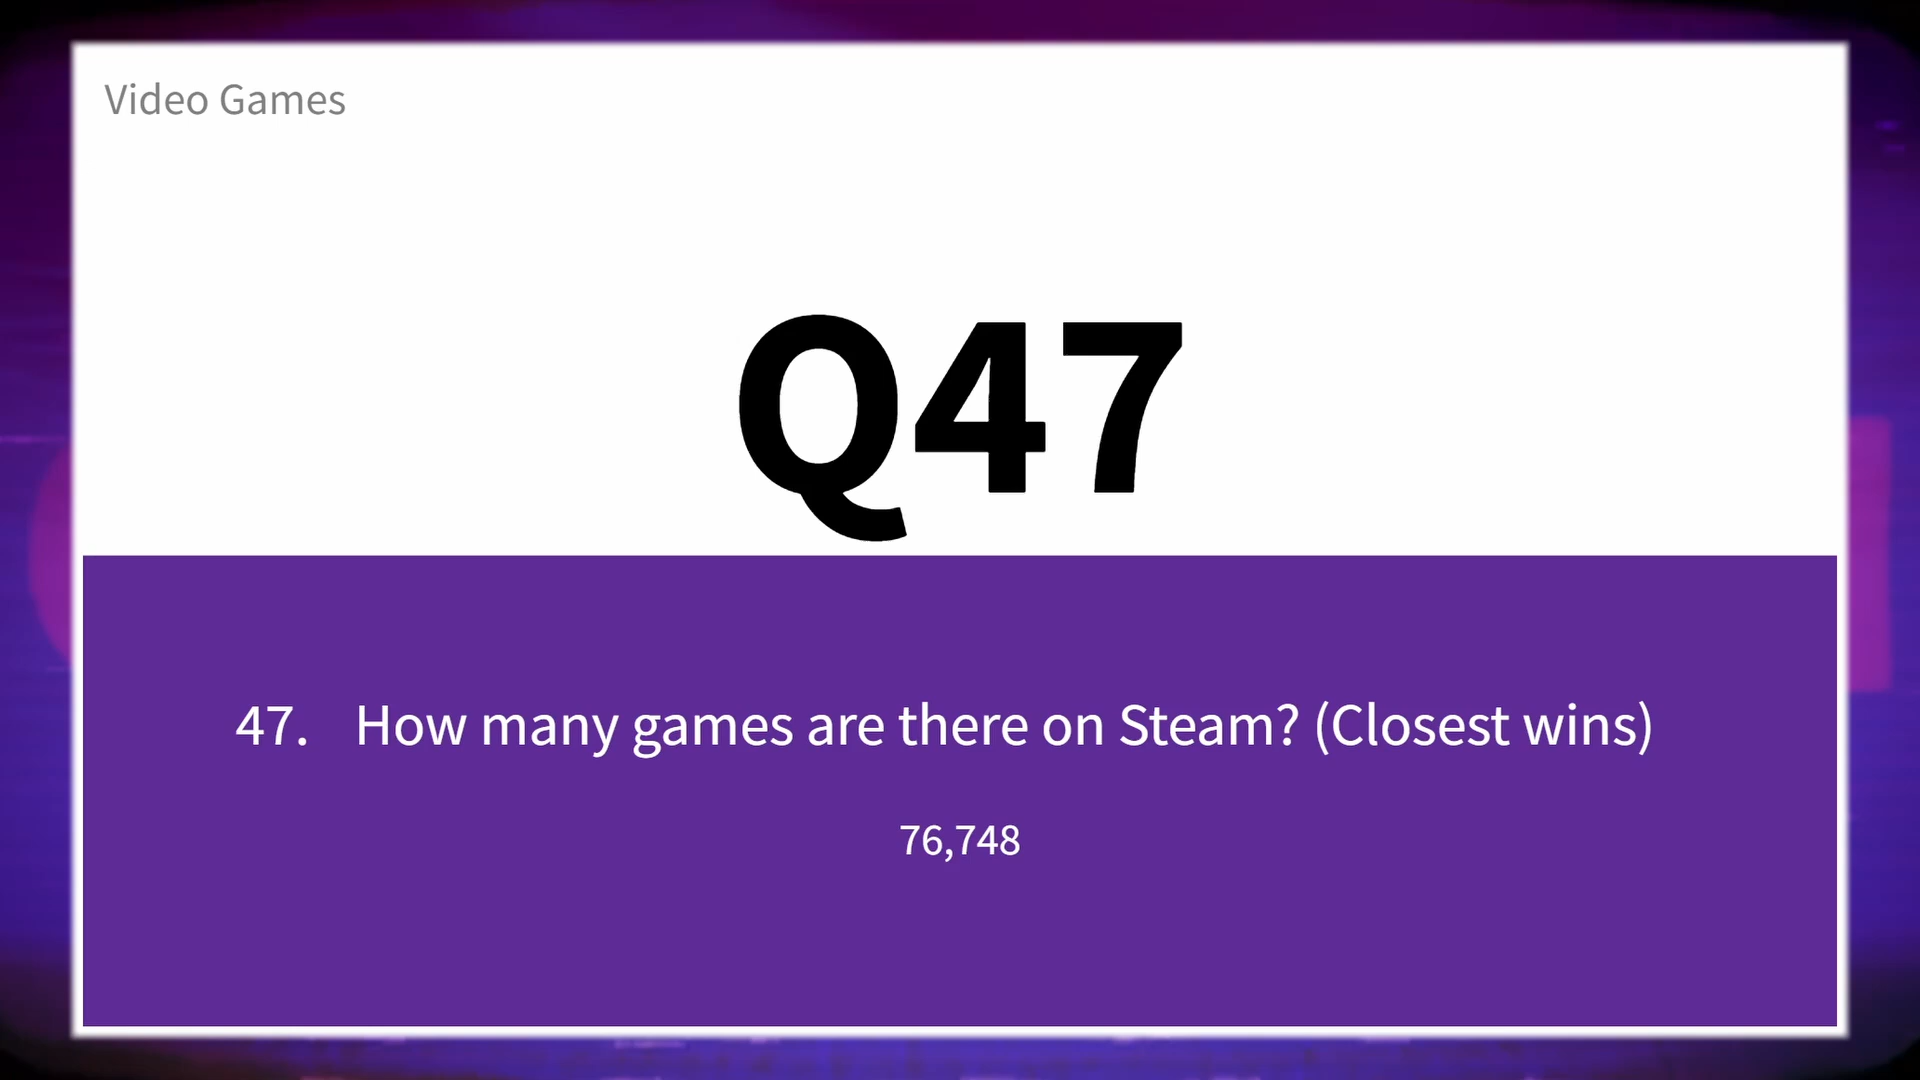 Video Games
Q47
47. How many games are there on Steam? (Closest wins)
76,748